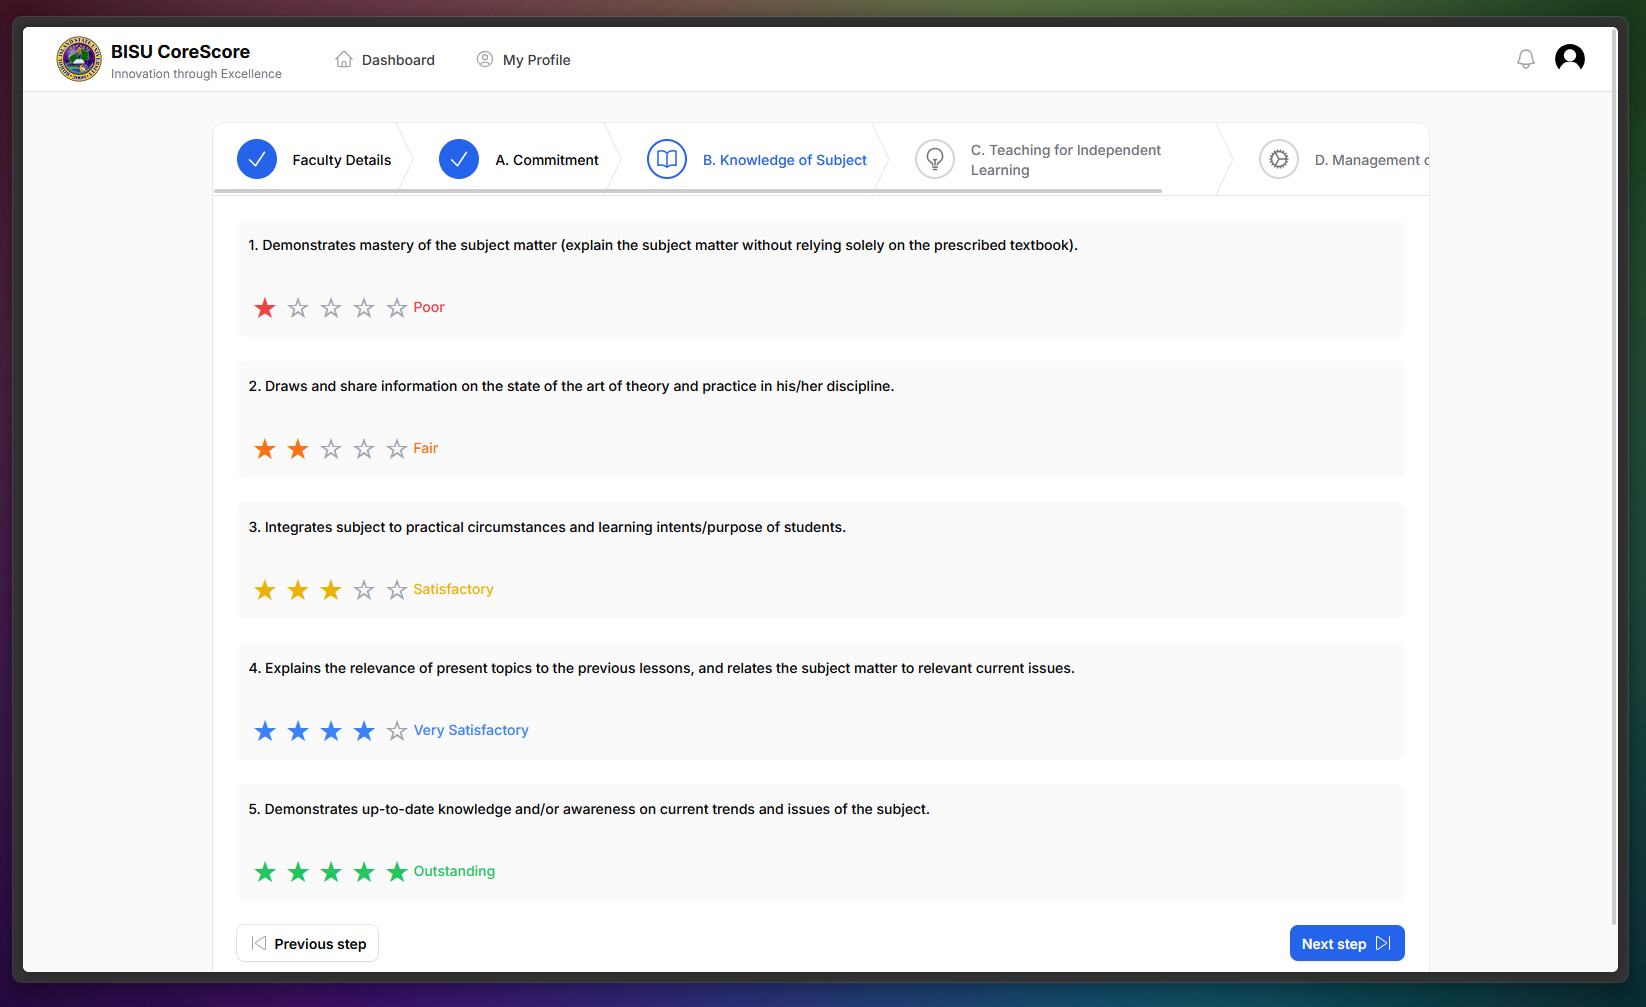 BISU CoreScore
Innovation through Excellence
Dashboard
My Profile
Faculty Details
A. Commitment
B. Knowledge of Subject
C. Teaching for Independent
Learning
D. Management
1. Demonstrates mastery of the subject matter (explain the subject matter without relying solely on the prescribed textbook).
Poor
2. Draws and share information on the state of the art of theory and practice in his/her discipline.
Fair
3. Integrates subject to practical circumstances and learning intents/purpose of students.
Satisfactory
4. Explains the relevance of present topics to the previous lessons, and relates the subject matter to relevant current issues.
Very Satisfactory
5. Demonstrates up-to-date knowledge and/or awareness on current trends and issues of the subject.
Outstanding
Previous step
Next step